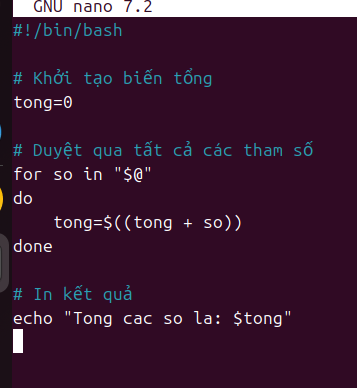 GNU nano 7.2
#!/bin/bash
# Khởi tạo biến tổng
tong=0
# Duyệt qua tất cả các tham số
for so in "$@"
do
    tong=$((tong + so))
done
# In kết quả
echo "Tong cac so la: $tong"